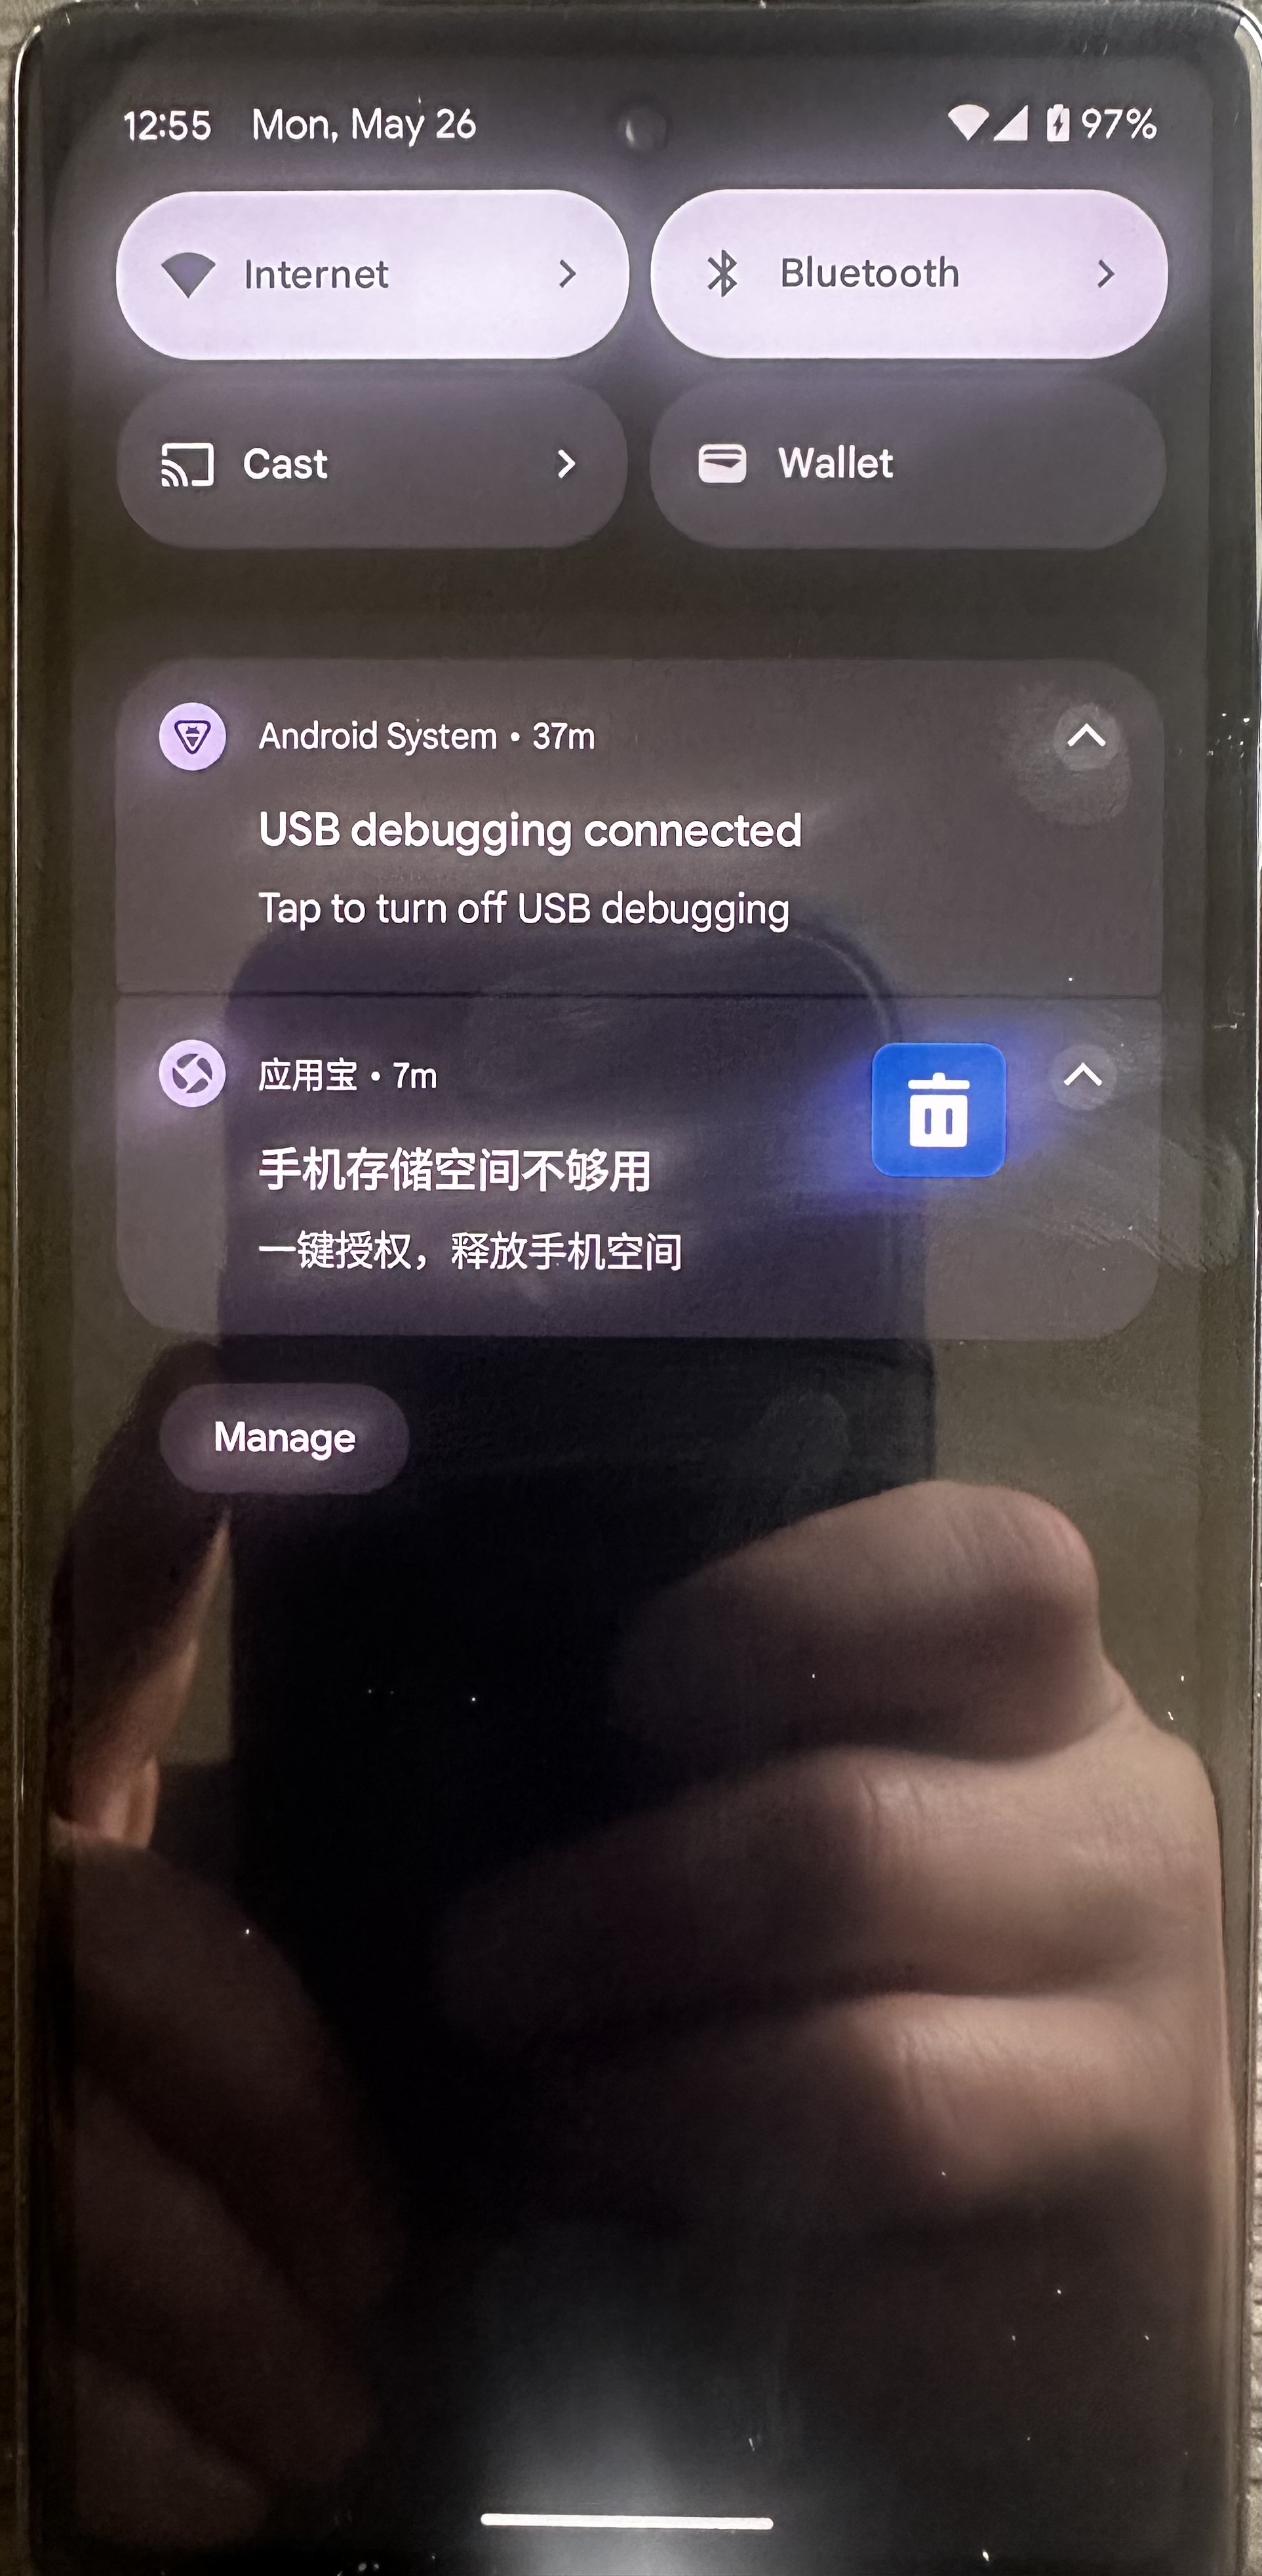 12:55 Mon, May 26 97%
Internet Bluetooth
Cast Wallet
Android System • 37m
USB debugging connected
Tap to turn off USB debugging
应用宝 • 7m
手机存储空间不够用
一键授权，释放手机空间
Manage